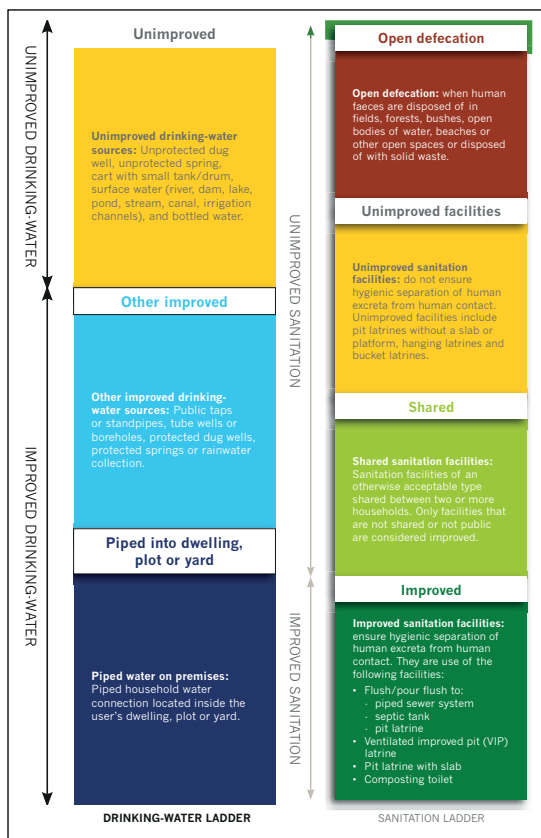 UNIMPROVED DRINKING-WATER
IMPROVED DRINKING-WATER
Unimproved
Unimproved drinking-water
sources: Unprotected dug
well, unprotected spring,
cart with small tank/drum,
surface water (river, dam, lake,
pond, stream, canal, irrigation
channels), and bottled water.
Other improved
Other improved drinking-
water sources: Public taps
or standpipes, tube wells or
or boreholes, protected dug wells,
protected springs or rainwater
collection.
Piped into dwelling,
plot or yard
Piped water on premises:
Piped household water
connection located inside the
user's dwelling, plot or yard.
DRINKING-WATER LADDER
UNIMPROVED SANITATION
IMPROVED SANITATION
Open defecation
Open defecation: when human
faeces are disposed of in
fields, forests, bushes, open
bodies of water, beaches or
other open spaces or disposed
of with solid waste.
Unimproved facilities
Unimproved sanitation
facilities: do not ensure
hygienic separation of human
excreta from human contact.
Unimproved facilities include
pit latrines without a slab or
platform, hanging latrines and
bucket latrines.
Shared
Shared sanitation facilities:
Sanitation facilities of an
otherwise acceptable type
shared between two or more
households. Only facilities that
are not shared or not public
are considered improved.
Improved
Improved sanitation facilities:
ensure hygienic separation of
human excreta from human
contact. They are use of the
following facilities:
• Flush/pour flush to:
- piped sewer system
- septic tank
- pit latrine
• Ventilated improved pit (VIP)
latrine
• Pit latrine with slab
• Composting toilet
SANITATION LADDER